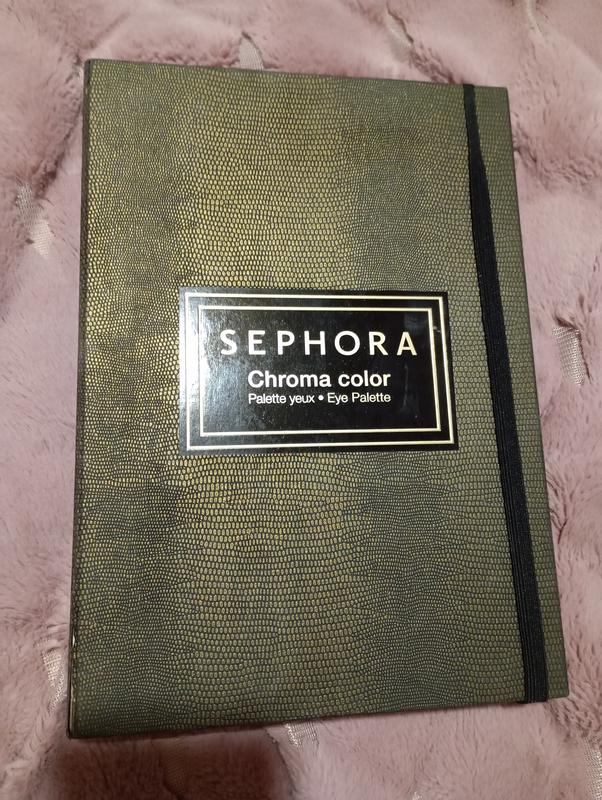 SEPHORA
Chroma color
Palette yeux • Eye Palette